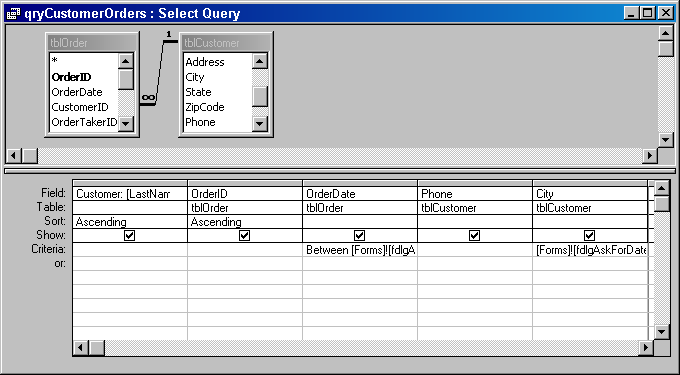 qryCustomerOrders : Select Query
tblOrder
*
OrderID
OrderDate
CustomerID
OrderTakerID
∞
1
tblCustomer
Address
City
State
ZipCode
Phone
Field: Customer: [LastNam OrderID OrderDate Phone City
Table: tblOrder tblOrder tblCustomer tblCustomer
Sort: Ascending Ascending
Show:
Criteria: Between [Forms]![fdlgA [Forms]![fdlgAskForDate
or: